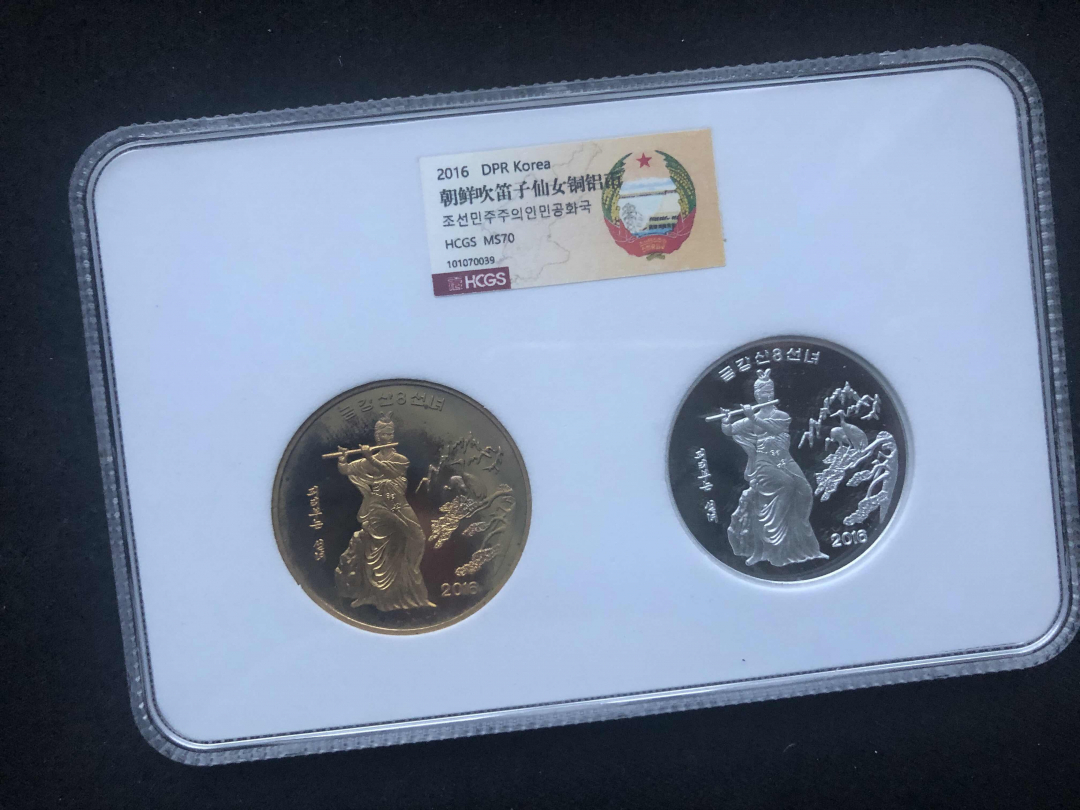 2016 DPR Korea
朝鲜吹笛子仙女铜铝币
조선민주주의인민공화국
HCGS MS70
101070039
HCGS
금강산8선녀
2016
금강산8선녀
2016